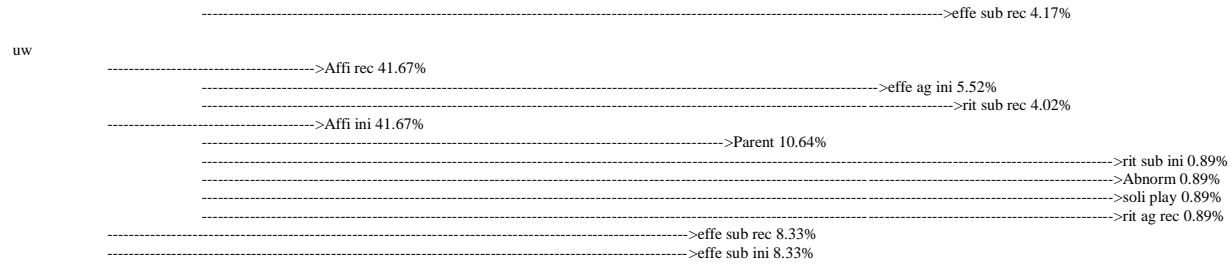 ---------------------------------------------------------------------------------------------------------------------------------------------->effe sub rec 4.17%
uw
--------------------------------------->Affi rec 41.67%
--------------------------------------------------------------------------------------------------------------------------------->effe ag ini 5.52%
------------------------------------------------------------------------------------------------------------------------------------------------>rit sub rec 4.02%
--------------------------------------->Affi ini 41.67%
---------------------------------------------------------------------------------------------------->Parent 10.64%
------------------------------------------------------------------------------------------------------------------------------------------------------------------------------>rit sub ini 0.89%
------------------------------------------------------------------------------------------------------------------------------------------------------------------------------>Abnorm 0.89%
------------------------------------------------------------------------------------------------------------------------------------------------------------------------------>soli play 0.89%
------------------------------------------------------------------------------------------------------------------------------------------------------------------------------>rit ag rec 0.89%
--------------------------------------------------------------------------------------------------------------->effe sub rec 8.33%
--------------------------------------------------------------------------------------------------------------->effe sub ini 8.33%